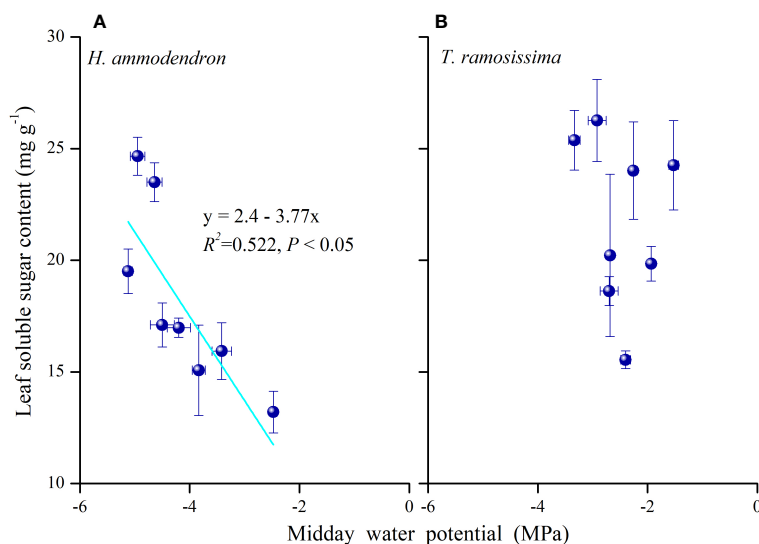 A
B
H. ammodendron
T. ramosissima
Leaf soluble sugar content (mg g⁻¹)
30
25
20
15
10
y = 2.4 - 3.77x
R²=0.522, P < 0.05
-6 -4 -2 0
-6 -4 -2 0
Midday water potential (MPa)